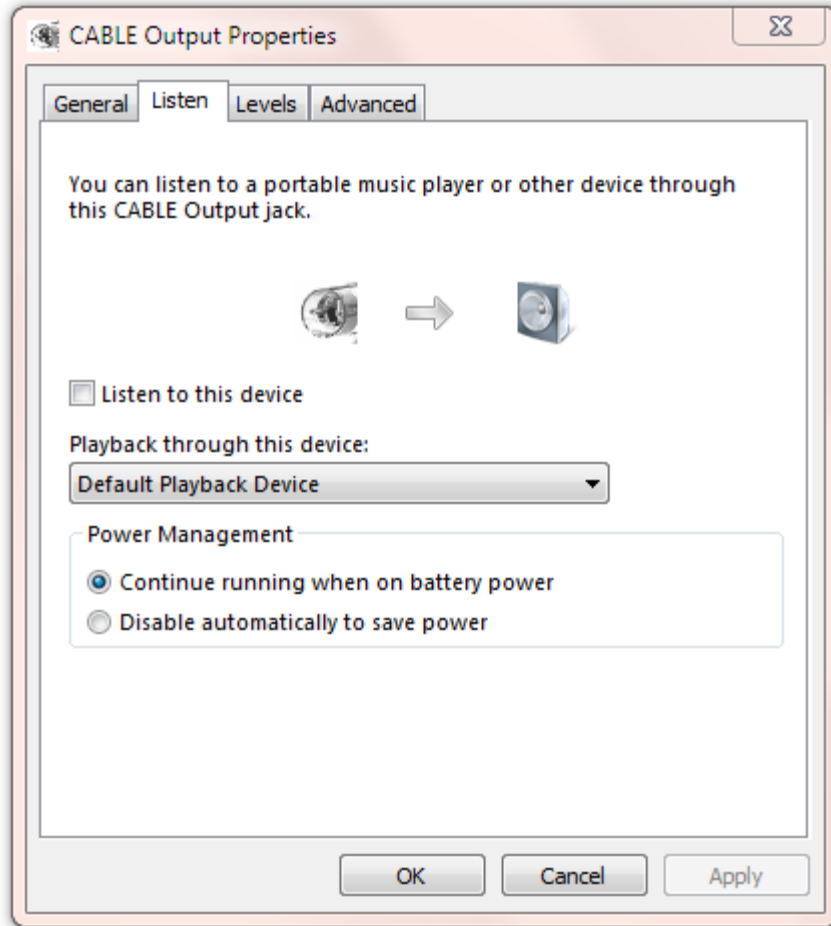 CABLE Output Properties
General Listen Levels Advanced
You can listen to a portable music player or other device through
this CABLE Output jack.
Listen to this device
Playback through this device:
Default Playback Device
Power Management
Continue running when on battery power
Disable automatically to save power
OK Cancel Apply